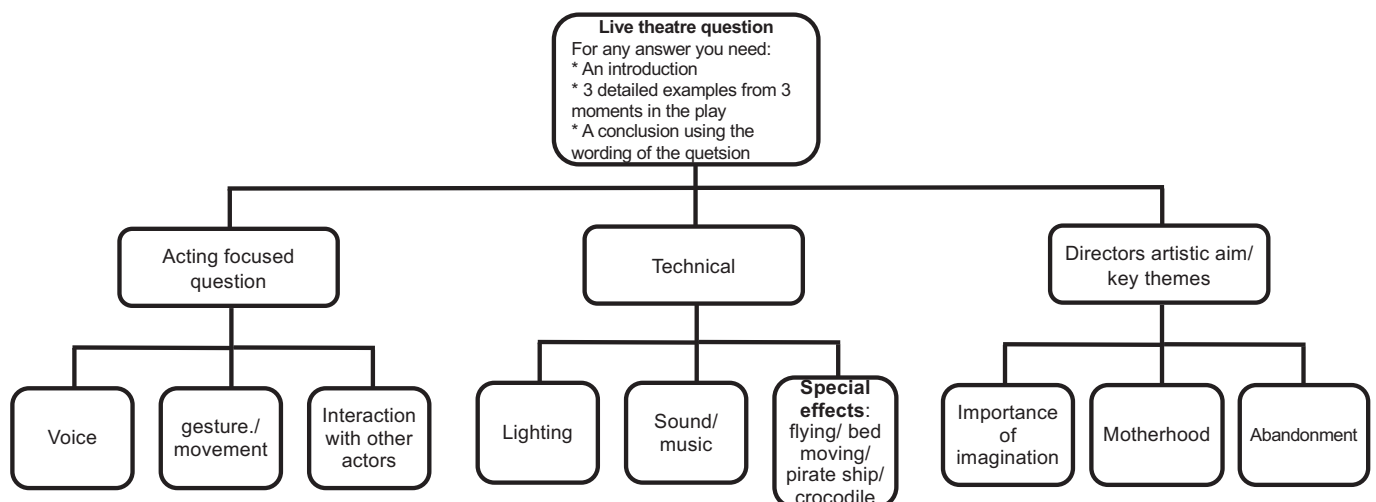 Live theatre question
For any answer you need:
* An introduction
* 3 detailed examples from 3
moments in the play
* A conclusion using the
wording of the quetsion
Acting focused
question
Technical
Directors artistic aim/
key themes
Voice
gesture./
movement
Interaction
with other
actors
Lighting
Sound/
music
Special
effects:
flying/ bed
moving/
pirate ship/
crocodile
Importance
of
imagination
Motherhood
Abandonment